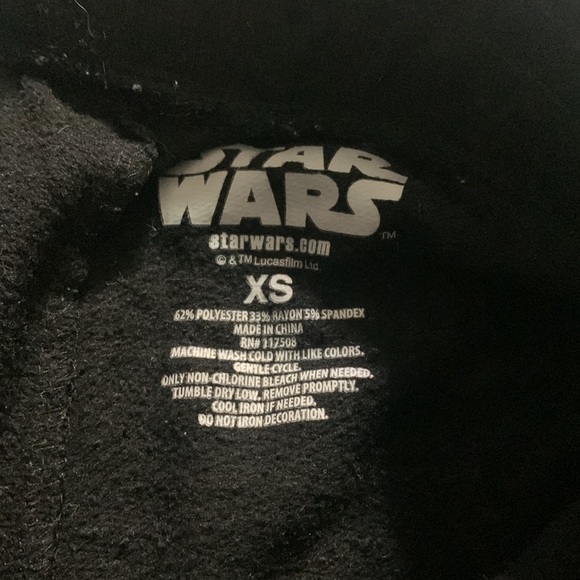 STAR
WARS
TM
starwars.com
© & TM Lucasfilm Ltd.
XS
62% POLYESTER 33% RAYON 5% SPANDEX
MADE IN CHINA
RN# 117508
MACHINE WASH COLD WITH LIKE COLORS.
GENTLE CYCLE.
ONLY NON-CHLORINE BLEACH WHEN NEEDED.
TUMBLE DRY LOW. REMOVE PROMPTLY.
COOL IRON IF NEEDED.
DO NOT IRON DECORATION.